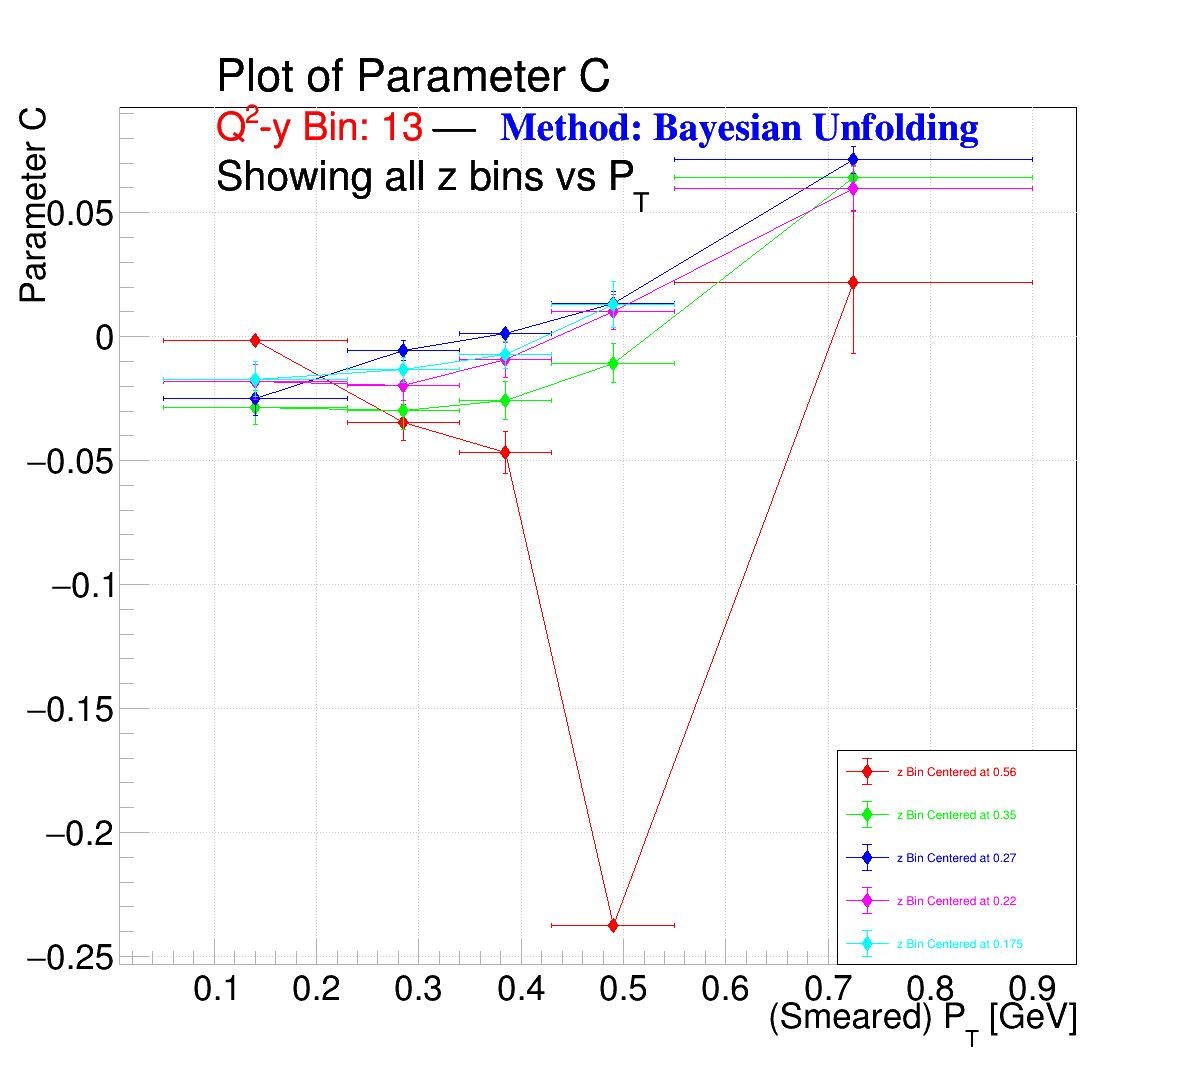 Plot of Parameter C
Q²-y Bin: 13 — Method: Bayesian Unfolding
Showing all z bins vs P_T
Parameter C
0.05
0
−0.05
−0.1
−0.15
−0.2
−0.25
z Bin Centered at 0.56
z Bin Centered at 0.35
z Bin Centered at 0.27
z Bin Centered at 0.22
z Bin Centered at 0.175
0.1 0.2 0.3 0.4 0.5 0.6 0.7 0.8 0.9
(Smeared) P_T [GeV]